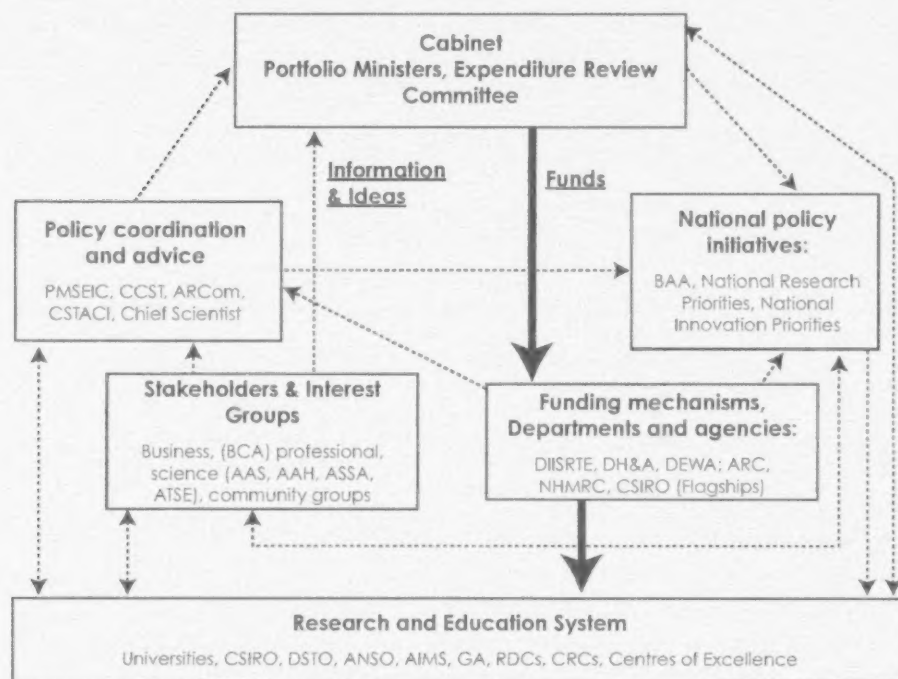 Cabinet
Portfolio Ministers, Expenditure Review
Committee
Information
& Ideas
Funds
Policy coordination
and advice
PMSEIC, CCST, ARCom,
CSTACI, Chief Scientist
National policy
initiatives:
BAA, National Research
Priorities, National
Innovation Priorities
Stakeholders & Interest
Groups
Business, (BCA) professional,
science (AAS, AAH, ASSA,
ATSE), community groups
Funding mechanisms,
Departments and agencies:
DIISRTE, DH&A, DEWA; ARC,
NHMRC, CSIRO (Flagships)
Research and Education System
Universities, CSIRO, DSTO, ANSO, AIMS, GA, RDCs, CRCs, Centres of Excellence